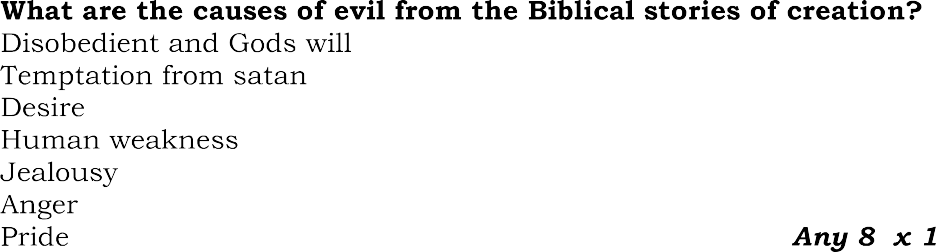 What are the causes of evil from the Biblical stories of creation?
Disobedient and Gods will
Temptation from satan
Desire
Human weakness
Jealousy
Anger
Pride Any 8 x 1